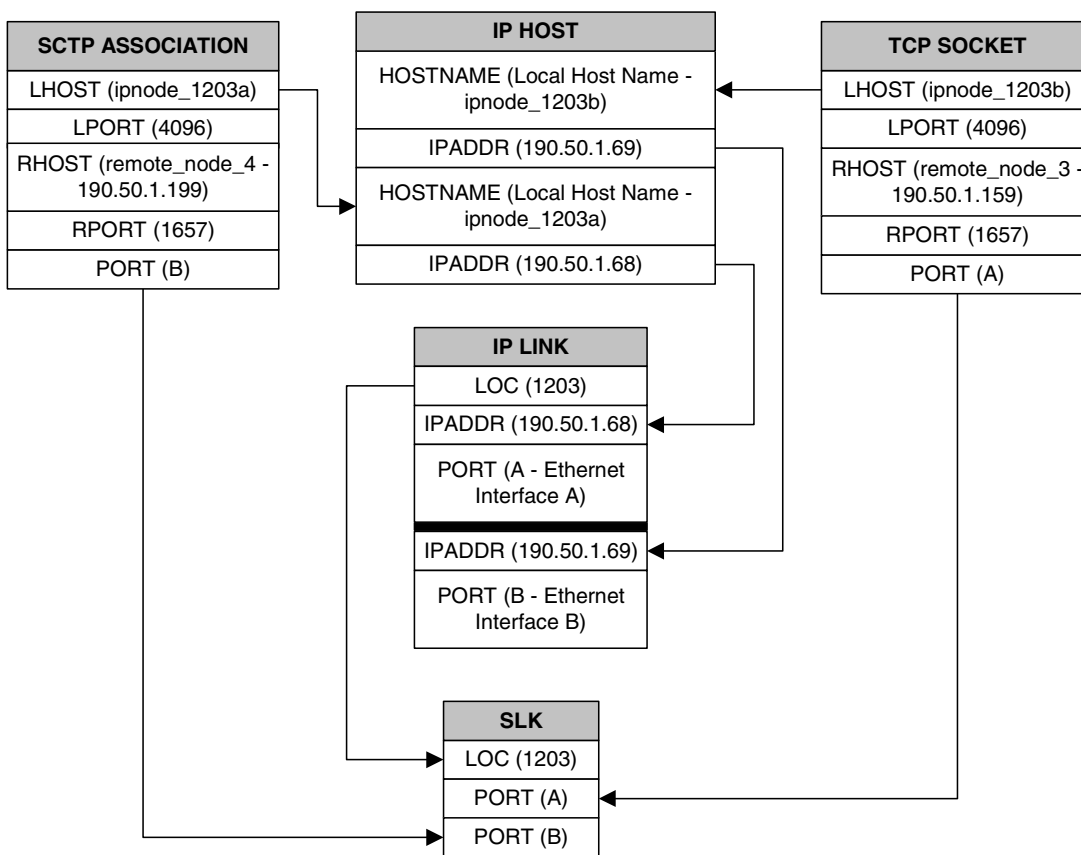 SCTP ASSOCIATION
LHOST (ipnode_1203a)
LPORT (4096)
RHOST (remote_node_4 -
190.50.1.199)
RPORT (1657)
PORT (B)
IP HOST
HOSTNAME (Local Host Name -
ipnode_1203b)
IPADDR (190.50.1.69)
HOSTNAME (Local Host Name -
ipnode_1203a)
IPADDR (190.50.1.68)
TCP SOCKET
LHOST (ipnode_1203b)
LPORT (4096)
RHOST (remote_node_3 -
190.50.1.159)
RPORT (1657)
PORT (A)
IP LINK
LOC (1203)
IPADDR (190.50.1.68)
PORT (A - Ethernet
Interface A)
IPADDR (190.50.1.69)
PORT (B - Ethernet
Interface B)
SLK
LOC (1203)
PORT (A)
PORT (B)